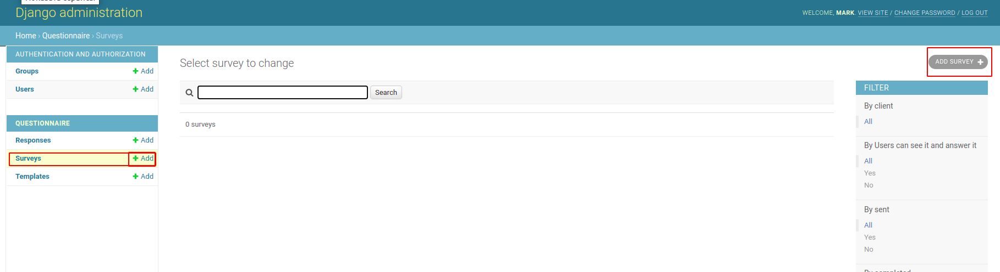 Django administration
WELCOME, MARK. VIEW SITE / CHANGE PASSWORD / LOG OUT
Home › Questionnaire › Surveys
AUTHENTICATION AND AUTHORIZATION
Groups + Add
Users + Add
QUESTIONNAIRE
Responses + Add
Surveys + Add
Templates + Add
Select survey to change
ADD SURVEY +
Search
0 surveys
FILTER
By client
All
By Users can see it and answer it
All
Yes
No
By sent
All
Yes
No